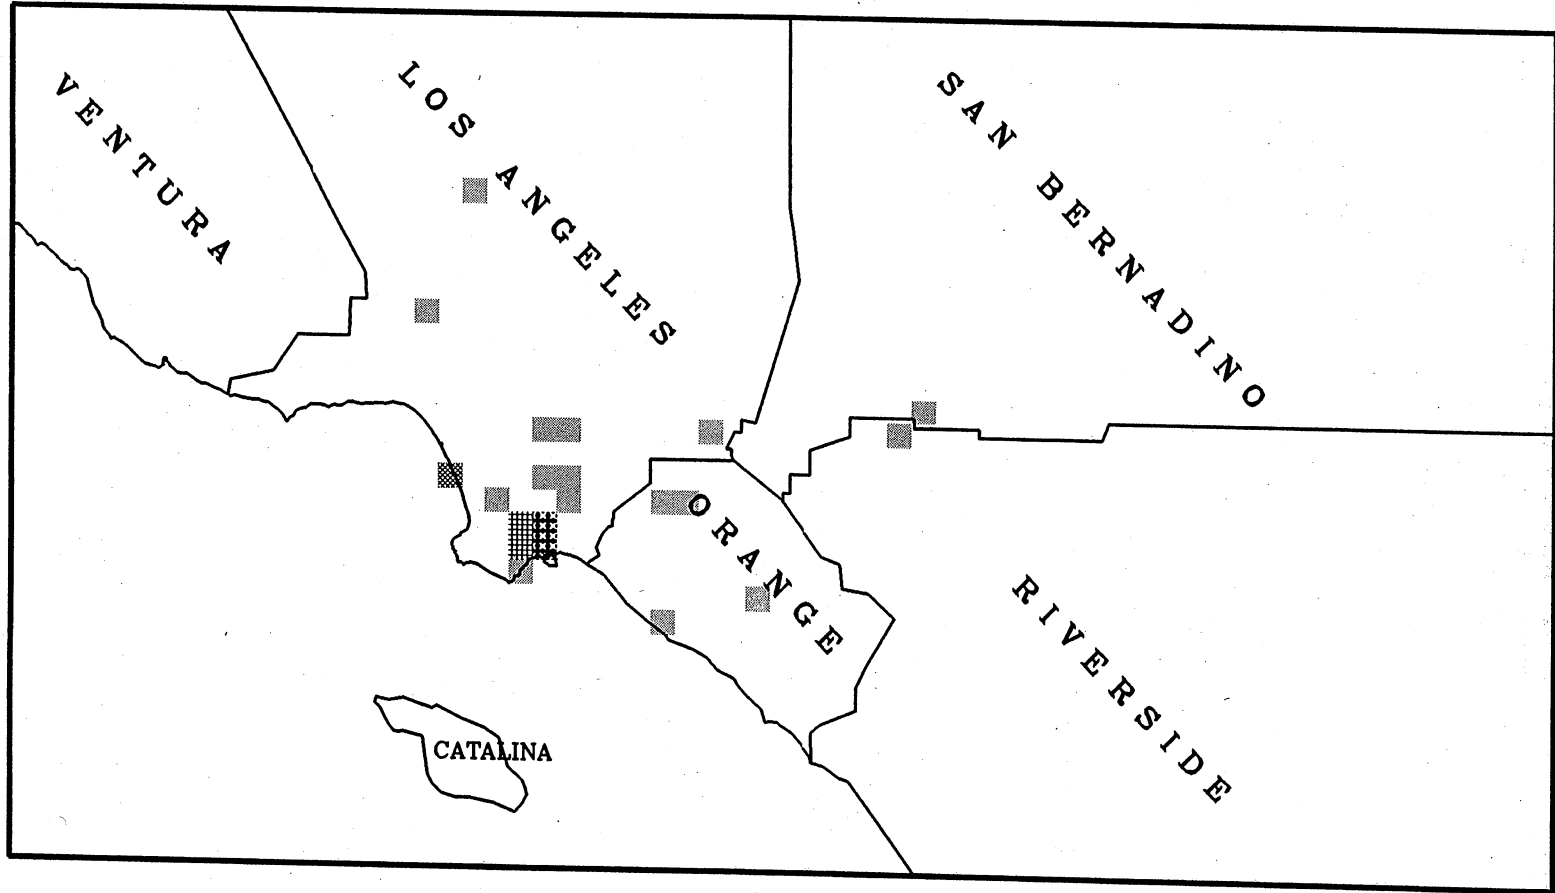 VENTURA
LOS ANGELES
SAN BERNADINO
ORANGE
RIVERSIDE
CATALINA